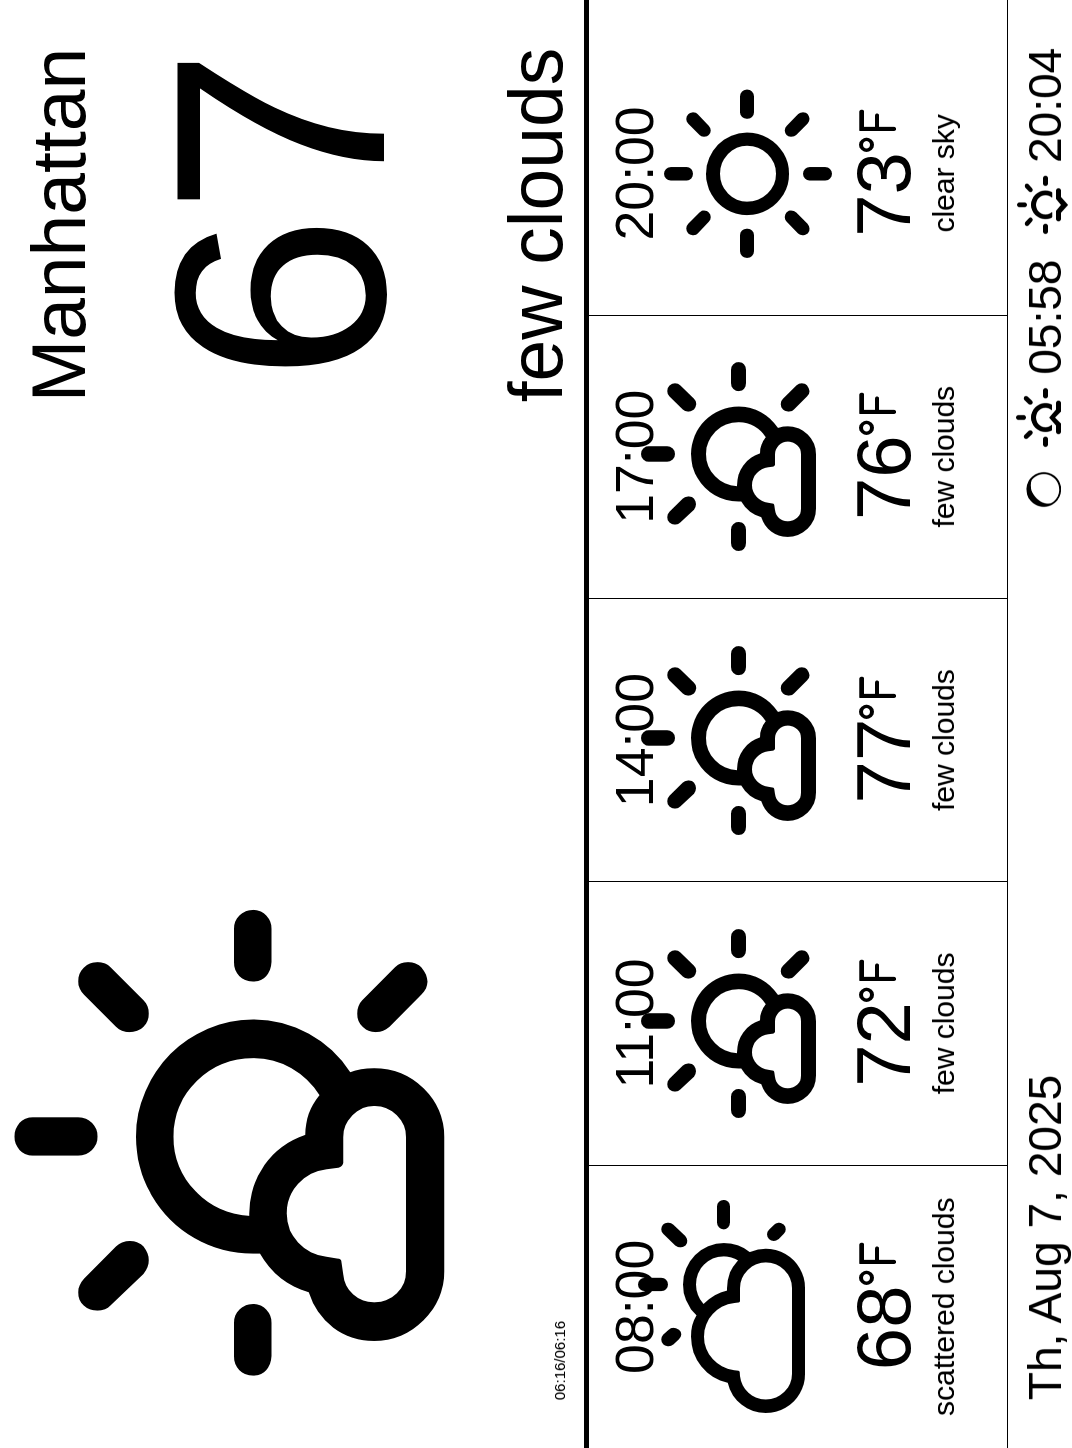 Manhattan
67
few clouds
06:16/06:16
08:00
68°F
scattered clouds
11:00
72°F
few clouds
14:00
77°F
few clouds
17:00
76°F
few clouds
20:00
73°F
clear sky
Th, Aug 7, 2025
05:58 20:04